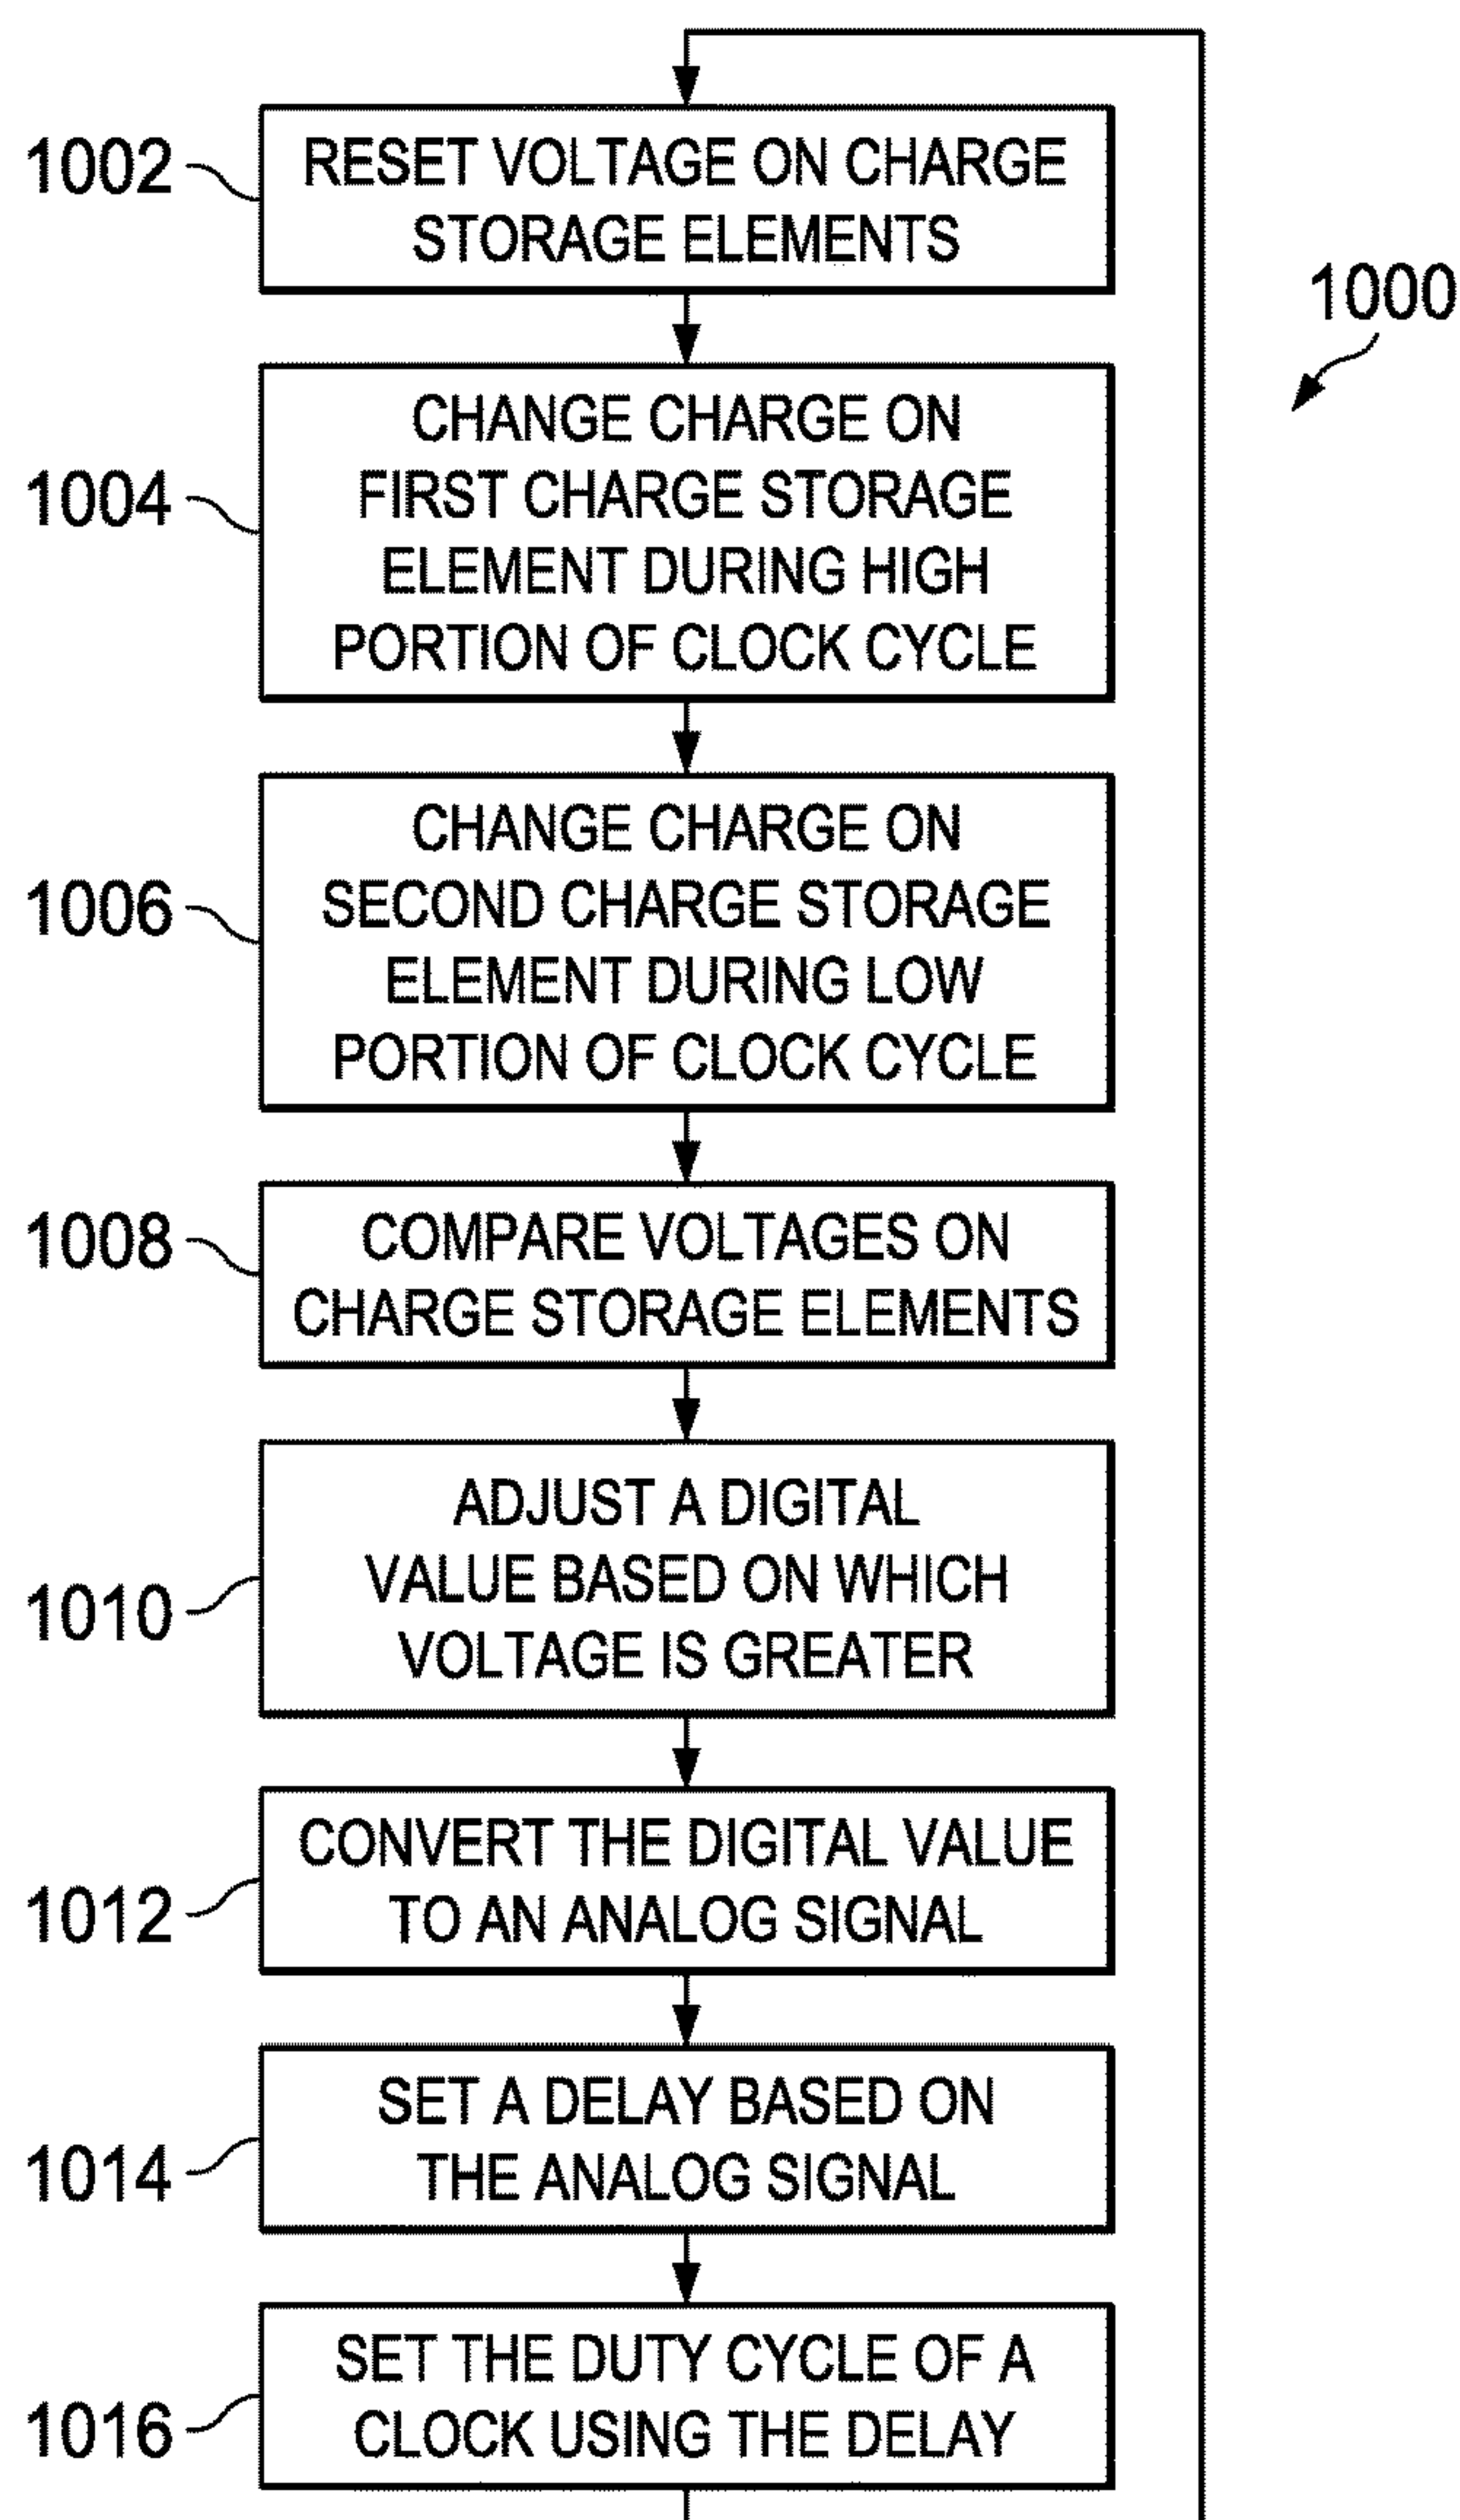 1002
RESET VOLTAGE ON CHARGE
STORAGE ELEMENTS
1000
1004
CHANGE CHARGE ON
FIRST CHARGE STORAGE
ELEMENT DURING HIGH
PORTION OF CLOCK CYCLE
1006
CHANGE CHARGE ON
SECOND CHARGE STORAGE
ELEMENT DURING LOW
PORTION OF CLOCK CYCLE
1008
COMPARE VOLTAGES ON
CHARGE STORAGE ELEMENTS
1010
ADJUST A DIGITAL
VALUE BASED ON WHICH
VOLTAGE IS GREATER
1012
CONVERT THE DIGITAL VALUE
TO AN ANALOG SIGNAL
1014
SET A DELAY BASED ON
THE ANALOG SIGNAL
1016
SET THE DUTY CYCLE OF A
CLOCK USING THE DELAY